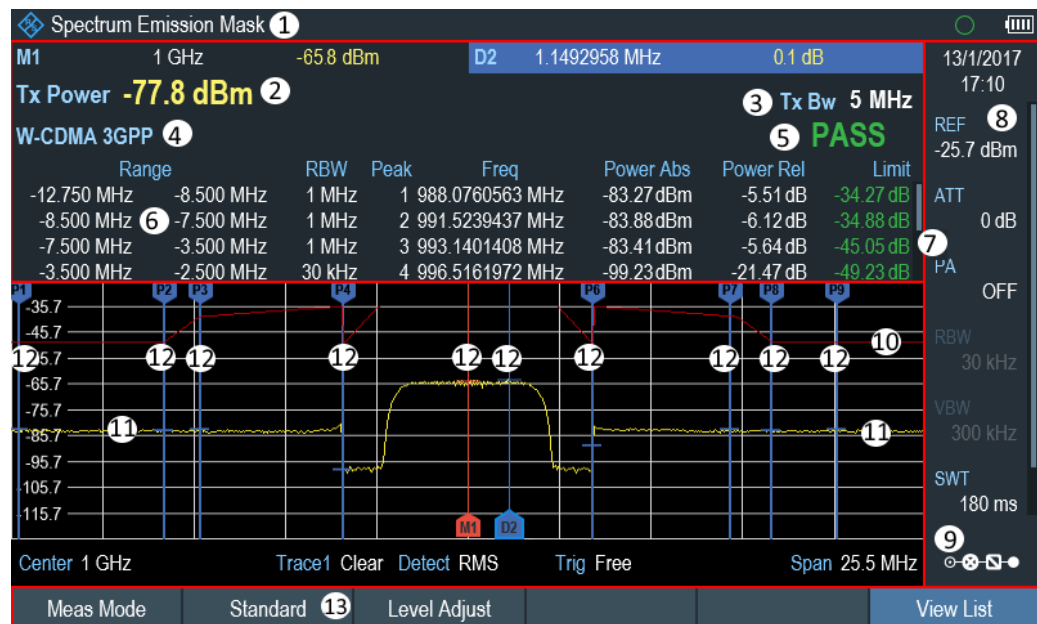 Spectrum Emission Mask 1
M1 1 GHz -65.8 dBm D2 1.1492958 MHz 0.1 dB
13/1/2017
17:10
Tx Power -77.8 dBm 2
3 Tx Bw 5 MHz
W-CDMA 3GPP 4
5 PASS
Range RBW Peak Freq Power Abs Power Rel Limit
-12.750 MHz -8.500 MHz 1 MHz 1 988.0760563 MHz -83.27 dBm -5.51 dB -34.27 dB
-8.500 MHz 6 -7.500 MHz 1 MHz 2 991.5239437 MHz -83.88 dBm -6.12 dB -34.88 dB
-7.500 MHz -3.500 MHz 1 MHz 3 993.1401408 MHz -83.41 dBm -5.64 dB -45.05 dB
-3.500 MHz -2.500 MHz 30 kHz 4 996.5161972 MHz -99.23 dBm -21.47 dB -49.23 dB
REF 8
-25.7 dBm
ATT
0 dB
7
PA
OFF
RBW
30 kHz
VBW
300 kHz
SWT
180 ms
9
P1 P2 P3 P4 P6 P7 P8 P9
-35.7
-45.7
10
12 5.7 12 12 12 12 12 12 12 12 12
-65.7
-75.7
-85.7 11 11
-95.7
-105.7
-115.7
M1 D2
Center 1 GHz Trace1 Clear Detect RMS Trig Free Span 25.5 MHz
Meas Mode Standard 13 Level Adjust View List